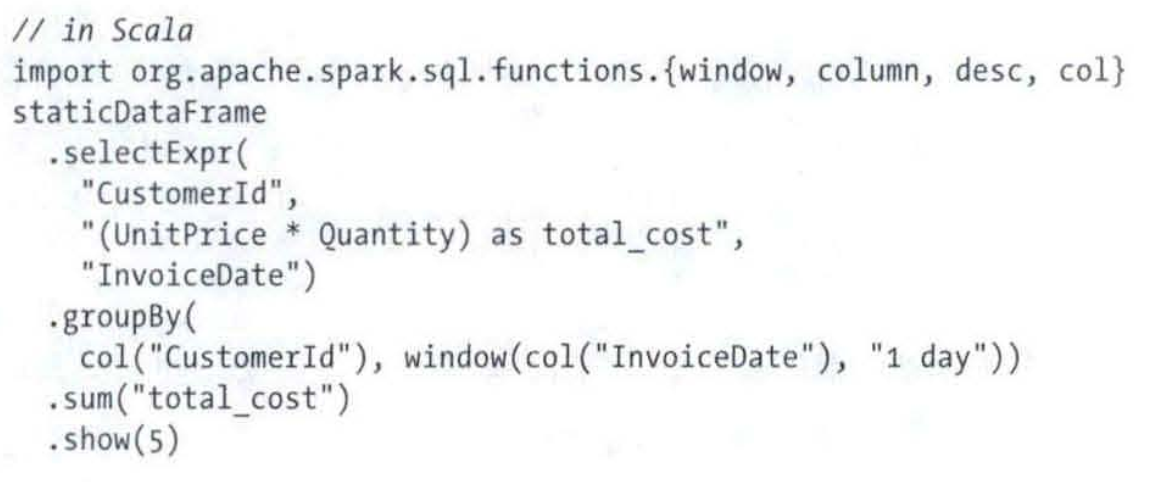 // in Scala
import org.apache.spark.sql.functions.{window, column, desc, col}
staticDataFrame
  .selectExpr(
    "CustomerId",
    "(UnitPrice * Quantity) as total_cost",
    "InvoiceDate")
  .groupBy(
    col("CustomerId"), window(col("InvoiceDate"), "1 day"))
  .sum("total_cost")
  .show(5)